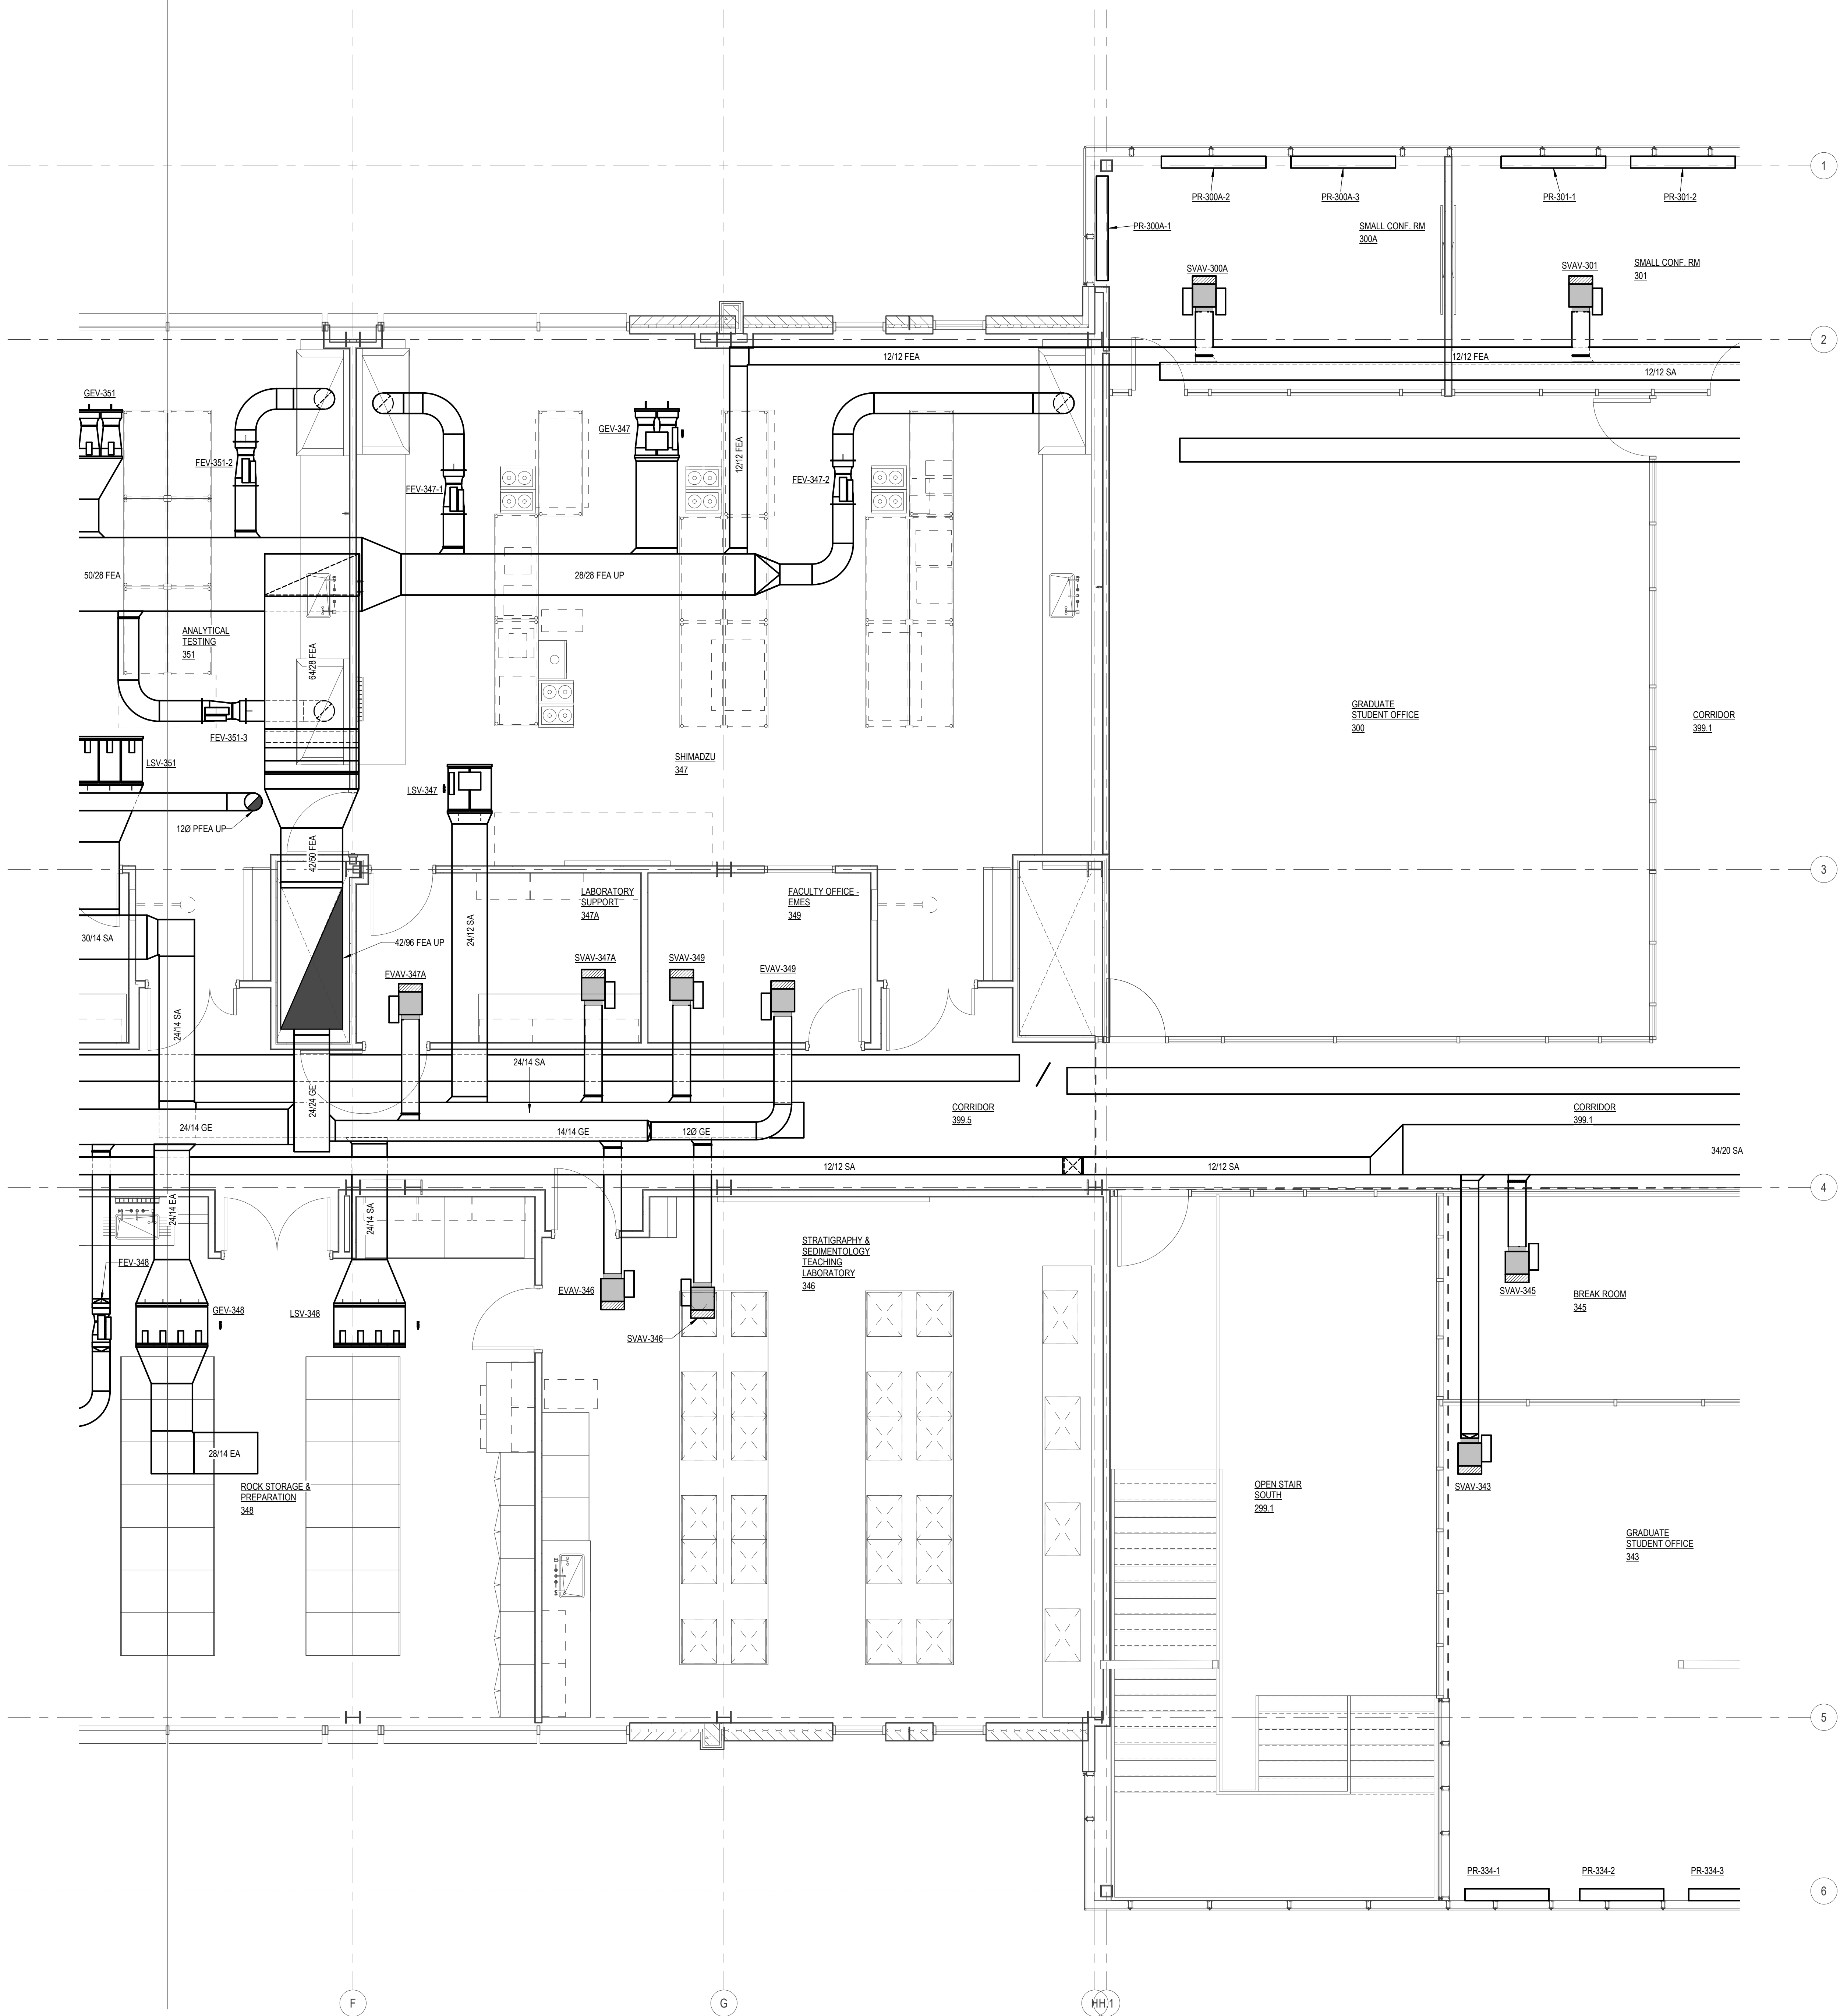 1
PR-300A-2
PR-300A-3
PR-301-1
PR-301-2
PR-300A-1
SMALL CONF. RM
300A
SMALL CONF. RM
301
SVAV-300A
SVAV-301
2
12/12 FEA
12/12 FEA
12/12 SA
GEV-351
GEV-347
FEV-351-2
FEV-347-1
FEV-347-2
12/12 FEA
50/28 FEA
28/28 FEA UP
ANALYTICAL
TESTING
351
64/28 FEA
FEV-351-3
GRADUATE
STUDENT OFFICE
300
CORRIDOR
399.1
LSV-351
SHIMADZU
347
LSV-347
12Ø PFEA UP
42/50 FEA
3
LABORATORY
SUPPORT
347A
FACULTY OFFICE -
EMES
349
30/14 SA
24/12 SA
42/96 FEA UP
EVAV-347A
SVAV-347A
SVAV-349
EVAV-349
24/14 SA
24/14 SA
24/24 GE
CORRIDOR
399.5
CORRIDOR
399.1
24/14 GE
14/14 GE
12Ø GE
12/12 SA
12/12 SA
34/20 SA
4
24/14 EA
24/14 SA
STRATIGRAPHY &
SEDIMENTOLOGY
TEACHING
LABORATORY
346
FEV-348
GEV-348
LSV-348
EVAV-346
SVAV-346
SVAV-345
BREAK ROOM
345
28/14 EA
ROCK STORAGE &
PREPARATION
348
OPEN STAIR
SOUTH
299.1
SVAV-343
GRADUATE
STUDENT OFFICE
343
5
PR-334-1
PR-334-2
PR-334-3
6
F
G
H
H.1